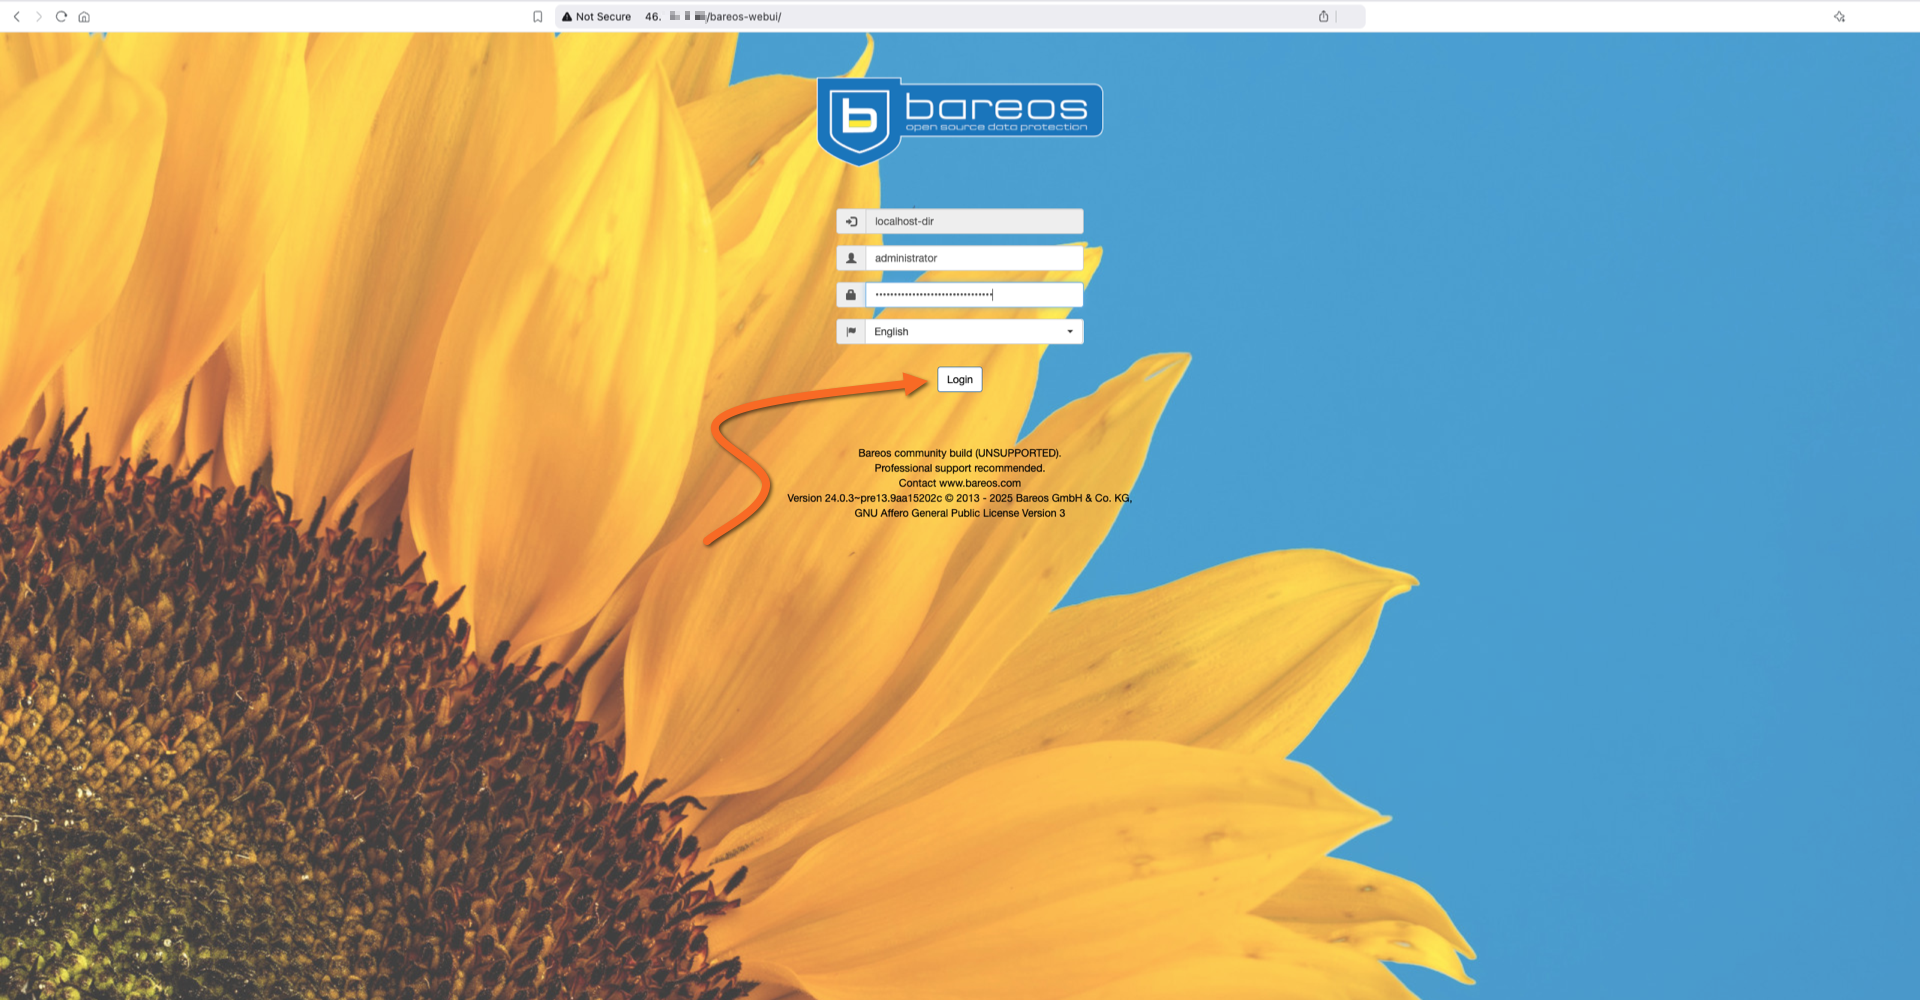 Not Secure 46. /bareos-webui/
b bareos
open source data protection
localhost-dir
administrator
English
Login
Bareos community build (UNSUPPORTED).
Professional support recommended.
Contact www.bareos.com
Version 24.0.3~pre13.9aa15202c © 2013 - 2025 Bareos GmbH & Co. KG,
GNU Affero General Public License Version 3